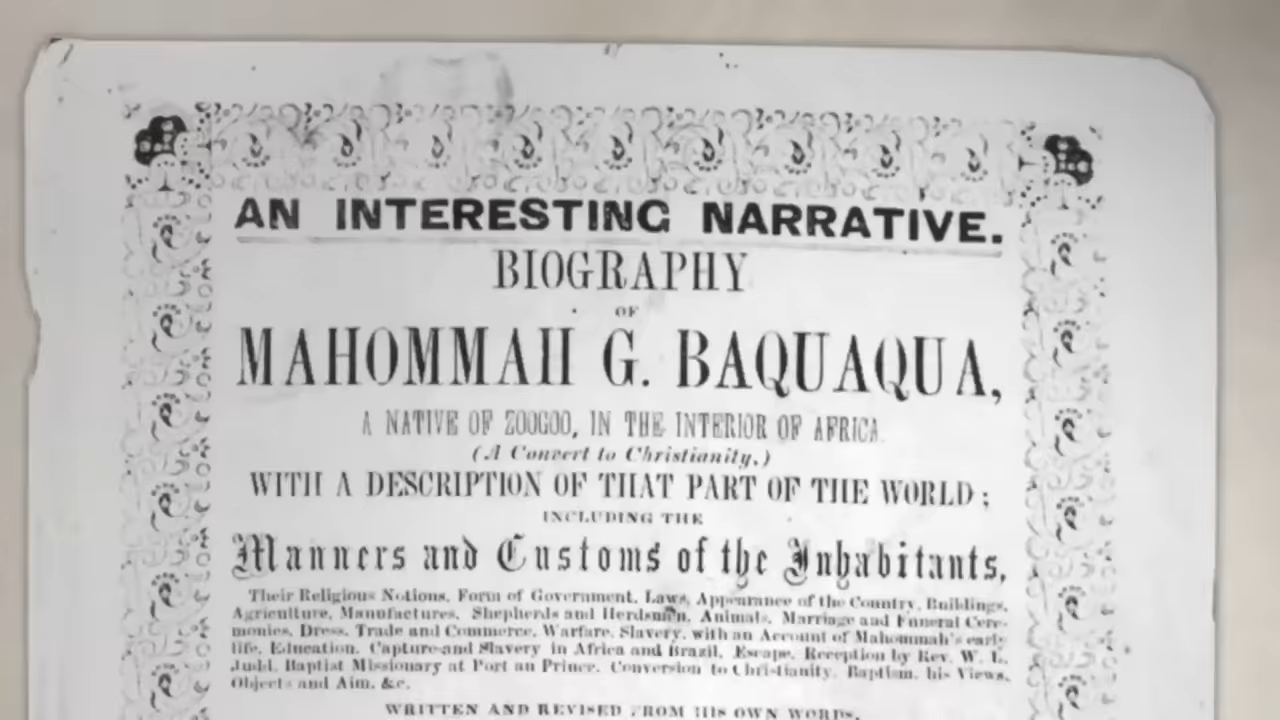 AN INTERESTING NARRATIVE.
BIOGRAPHY
OF
MAHOMMAH G. BAQUAQUA,
A NATIVE OF ZOOGOO, IN THE INTERIOR OF AFRICA.
(A Convert to Christianity,)
WITH A DESCRIPTION OF THAT PART OF THE WORLD;
INCLUDING THE
Manners and Customs of the Inhabitants,
Their Religious Notions, Form of Government, Laws, Appearance of the Country, Buildings,
Agriculture, Manufactures, Shepherds and Herdsmen, Animals, Marriage and Funeral Cere-
monies, Dress, Trade and Commerce, Warfare, Slavery, with an Account of Mahommah's early
life, Education, Capture and Slavery in Africa and Brazil, Escape, Reception by Rev. W. L.
Judd, Baptist Missionary at Port au Prince, Conversion to Christianity, Baptism, his Views,
Objects and Aim, &c.
WRITTEN AND REVISED FROM HIS OWN WORDS,